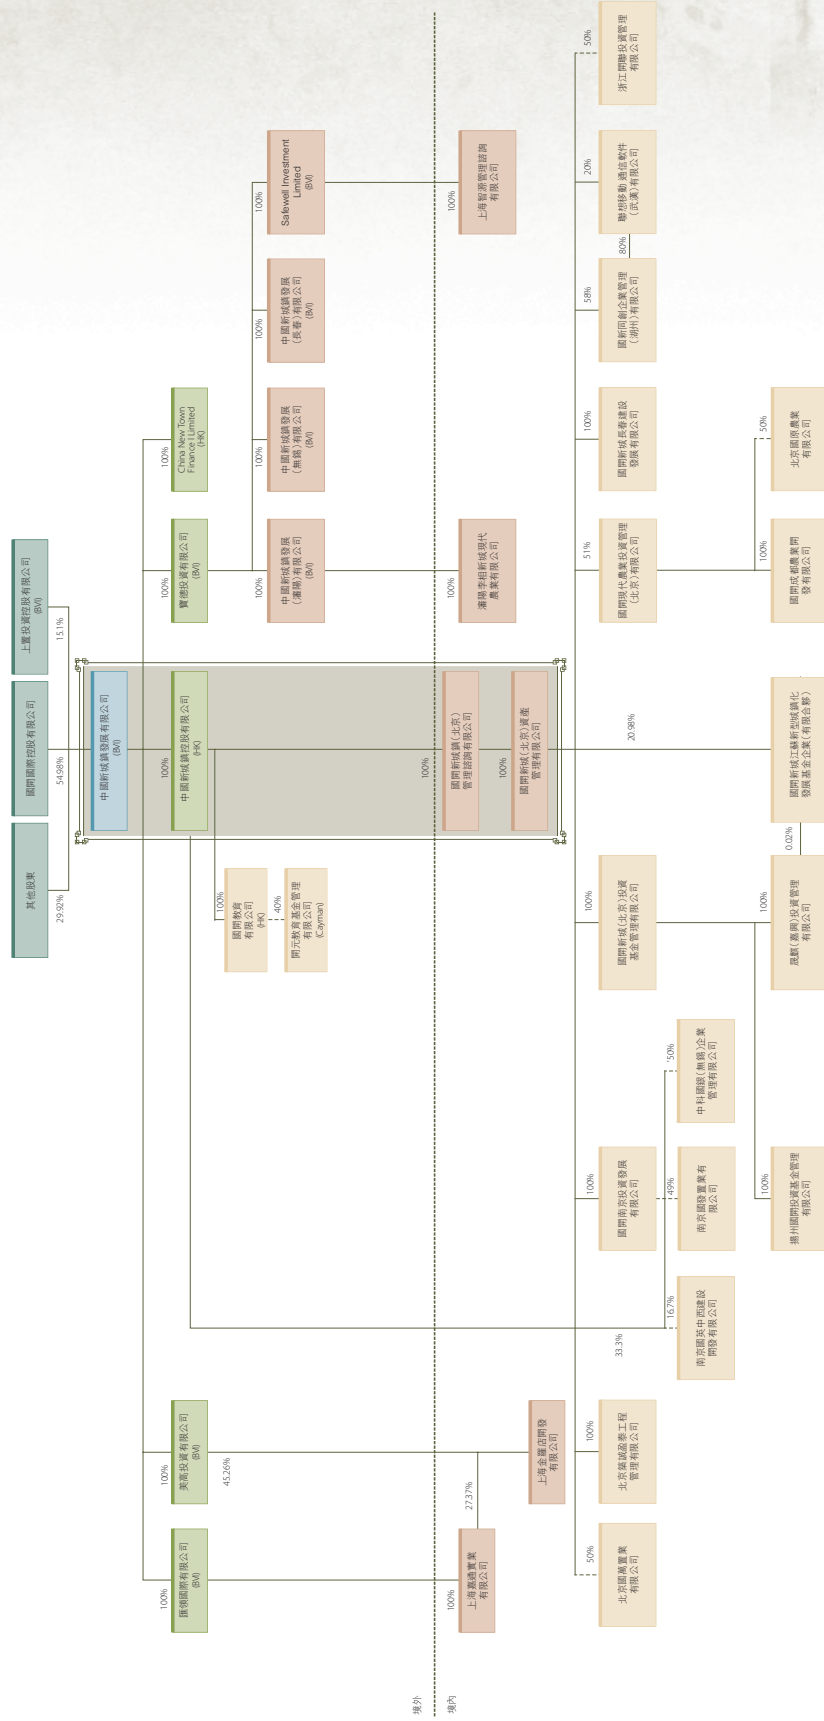 其他股東
29.92%
國開國際控股有限公司
54.98%
上置投資控股有限公司
(BVI)
15.1%
中國新城鎮發展有限公司
(BVI)
100%
匯領國際有限公司
(BVI)
100%
美高投資有限公司
(BVI)
45.26%
100%
中國新城鎮控股有限公司
(HK)
100%
寶德投資有限公司
(BVI)
100%
China New Town
Finance I Limited
(HK)
100%
國開教育
有限公司
(HK)
40%
開元教育基金管理
有限公司
(Cayman)
100%
中國新城鎮發展
(瀋陽)有限公司
(BVI)
100%
中國新城鎮發展
(無錫)有限公司
(BVI)
100%
中國新城鎮發展
(長春)有限公司
(BVI)
100%
Safewell Investment
Limited
(BVI)
境外
境內
100%
上海嘉通實業
有限公司
27.37%
上海金羅店開發
有限公司
100%
國開新城鎮(北京)
管理諮詢有限公司
100%
國開新城(北京)資產
管理有限公司
100%
瀋陽李相新城現代
農業有限公司
100%
上海智源管理諮詢
有限公司
50%
北京國萬置業
有限公司
100%
北京築誠盈泰工程
管理有限公司
33.3%
100%
國開南京投資發展
有限公司
100%
國開新城(北京)投資
基金管理有限公司
20.98%
51%
國開現代農業投資管理
(北京)有限公司
100%
國開新城長春建設
發展有限公司
58%
國新同創企業管理
(湖州)有限公司
80%
20%
聯想移動通信軟件
(武漢)有限公司
50%
浙江開聯投資管理
有限公司
16.7%
南京國英中西建設
開發有限公司
49%
南京國發置業有
限公司
50%
中科國銀(無錫)企業
管理有限公司
100%
揚州國開投資基金管理
有限公司
100%
晟麒(嘉興)投資管理
有限公司
0.02%
國開新城江蘇新型城鎮化
發展基金企業(有限合夥)
100%
國開成都農業開
發有限公司
50%
北京國原農業
有限公司